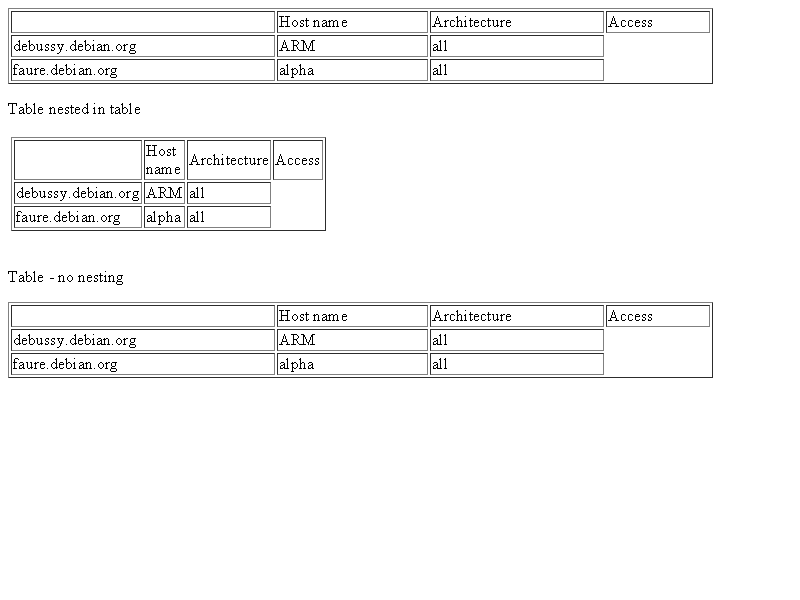 Host name Architecture Access
debussy.debian.org ARM all
faure.debian.org alpha all
Table nested in table
Host
name Architecture Access
debussy.debian.org ARM all
faure.debian.org alpha all
Table - no nesting
Host name Architecture Access
debussy.debian.org ARM all
faure.debian.org alpha all